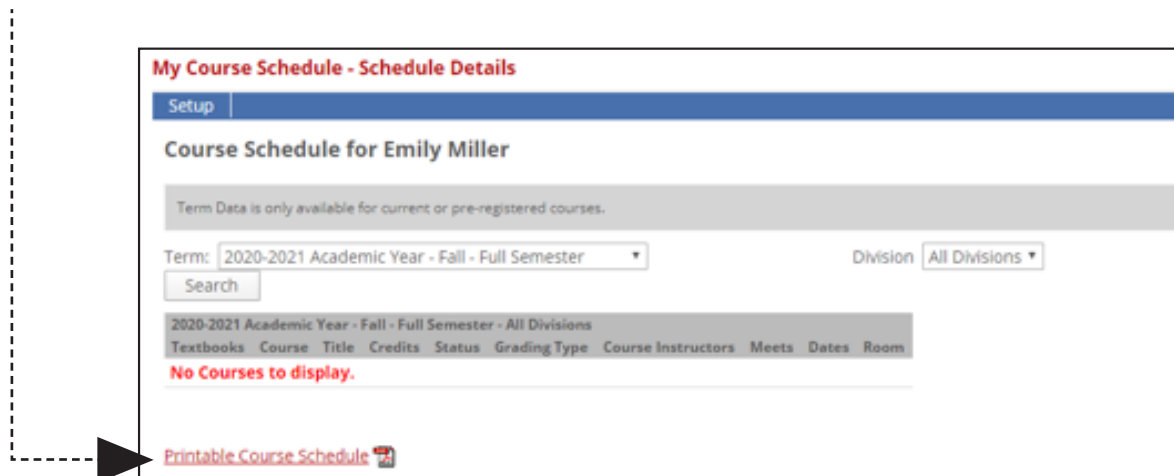 My Course Schedule - Schedule Details
Setup
Course Schedule for Emily Miller
Term Data is only available for current or pre-registered courses.
Term: 2020-2021 Academic Year - Fall - Full Semester Division All Divisions
Search
2020-2021 Academic Year - Fall - Full Semester - All Divisions
Textbooks Course Title Credits Status Grading Type Course Instructors Meets Dates Room
No Courses to display.
Printable Course Schedule